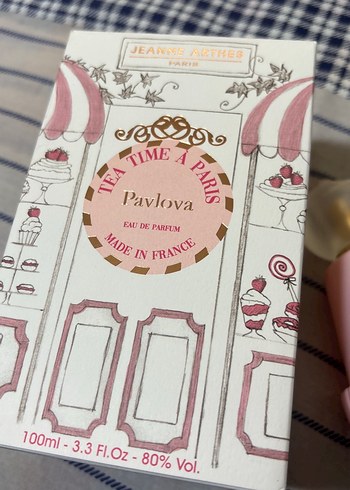 JEANNE ARTHES
PARIS
TEA TIME À PARIS
Pavlova
EAU DE PARFUM
MADE IN FRANCE
100ml - 3.3 Fl.Oz - 80% Vol.